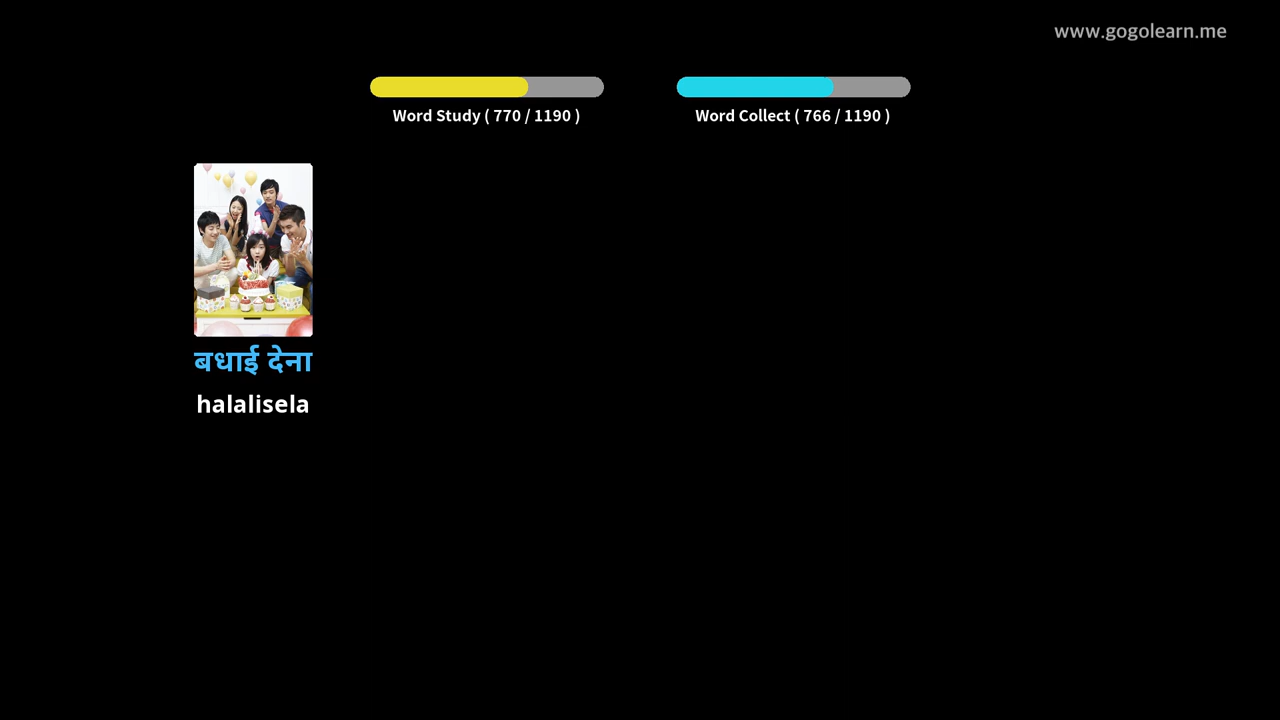 www.gogolearn.me
Word Study ( 770 / 1190 )
Word Collect ( 766 / 1190 )
बधाई देना
halalisela